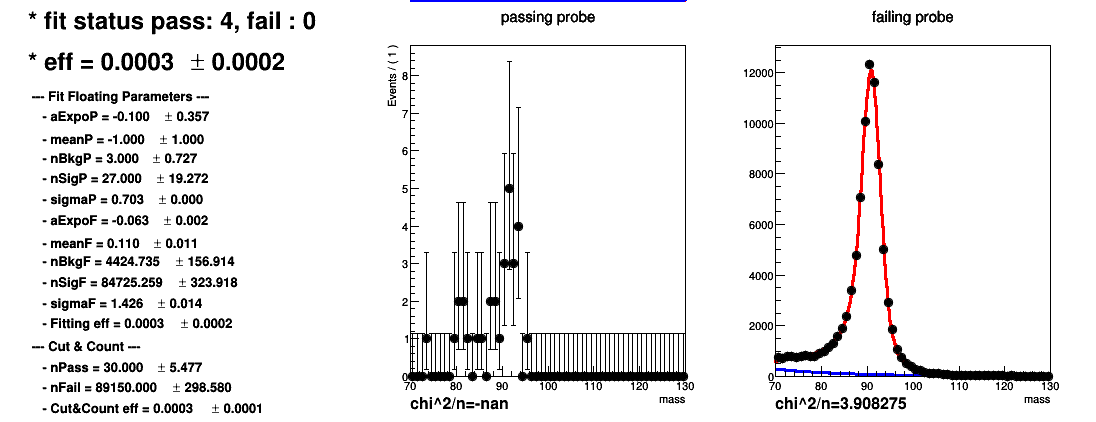 * fit status pass: 4, fail : 0
* eff = 0.0003 ± 0.0002
--- Fit Floating Parameters ---
- aExpoP = -0.100 ± 0.357
- meanP = -1.000 ± 1.000
- nBkgP = 3.000 ± 0.727
- nSigP = 27.000 ± 19.272
- sigmaP = 0.703 ± 0.000
- aExpoF = -0.063 ± 0.002
- meanF = 0.110 ± 0.011
- nBkgF = 4424.735 ± 156.914
- nSigF = 84725.259 ± 323.918
- sigmaF = 1.426 ± 0.014
- Fitting eff = 0.0003 ± 0.0002
--- Cut & Count ---
- nPass = 30.000 ± 5.477
- nFail = 89150.000 ± 298.580
- Cut&Count eff = 0.0003 ± 0.0001
passing probe
Events / ( 1 )
8
7
6
5
4
3
2
1
0
70 80 90 100 110 120 130
mass
chi^2/n=-nan
failing probe
12000
10000
8000
6000
4000
2000
0
70 80 90 100 110 120 130
mass
chi^2/n=3.908275